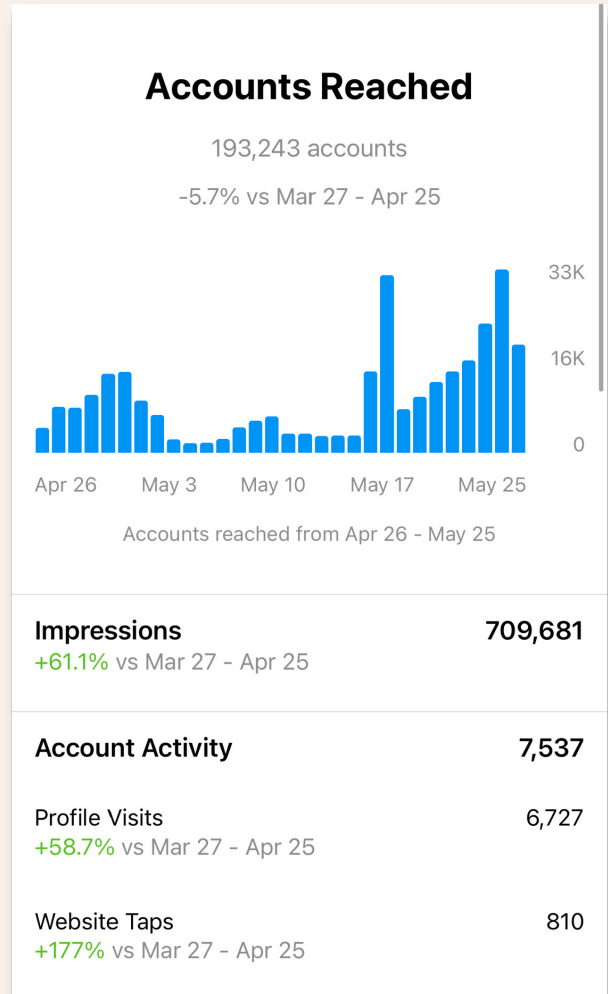 Accounts Reached
193,243 accounts
-5.7% vs Mar 27 - Apr 25
33K
16K
0
Apr 26 May 3 May 10 May 17 May 25
Accounts reached from Apr 26 - May 25
Impressions 709,681
+61.1% vs Mar 27 - Apr 25
Account Activity 7,537
Profile Visits 6,727
+58.7% vs Mar 27 - Apr 25
Website Taps 810
+177% vs Mar 27 - Apr 25